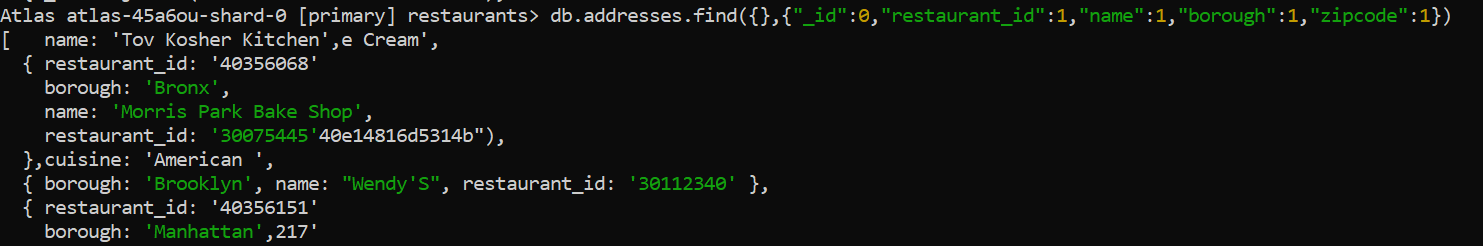 Atlas atlas-45a6ou-shard-0 [primary] restaurants> db.addresses.find({},{"_id":0,"restaurant_id":1,"name":1,"borough":1,"zipcode":1})
[   name: 'Tov Kosher Kitchen',e Cream',
  { restaurant_id: '40356068'
    borough: 'Bronx',
    name: 'Morris Park Bake Shop',
    restaurant_id: '30075445'40e14816d5314b"),
  },cuisine: 'American ',
  { borough: 'Brooklyn', name: "Wendy'S", restaurant_id: '30112340' },
  { restaurant_id: '40356151'
    borough: 'Manhattan',217'